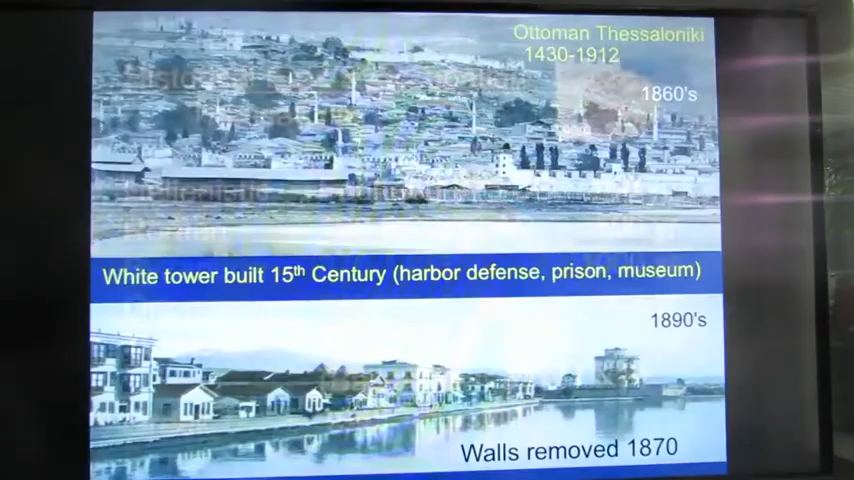 Ottoman Thessaloniki
1430-1912
1860's
White tower built 15th Century (harbor defense, prison, museum)
1890's
Walls removed 1870